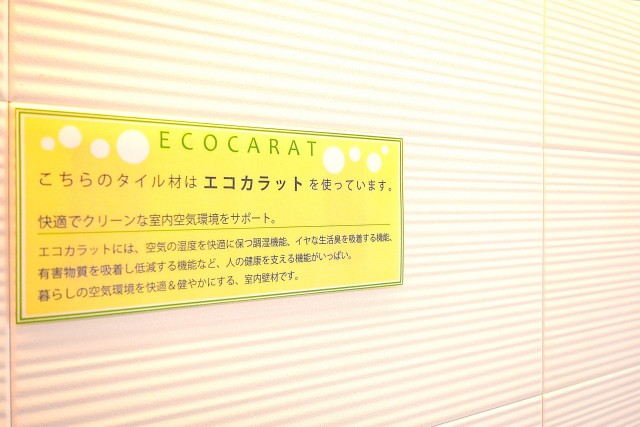 ECOCARAT
こちらのタイル材は エコカラット を使っています。
快適でクリーンな室内空気環境をサポート。
エコカラットには、空気の湿度を快適に保つ調湿機能、イヤな生活臭を吸着する機能、
有害物質を吸着し低減する機能など、人の健康を支える機能がいっぱい。
暮らしの空気環境を快適＆健やかにする、室内壁材です。